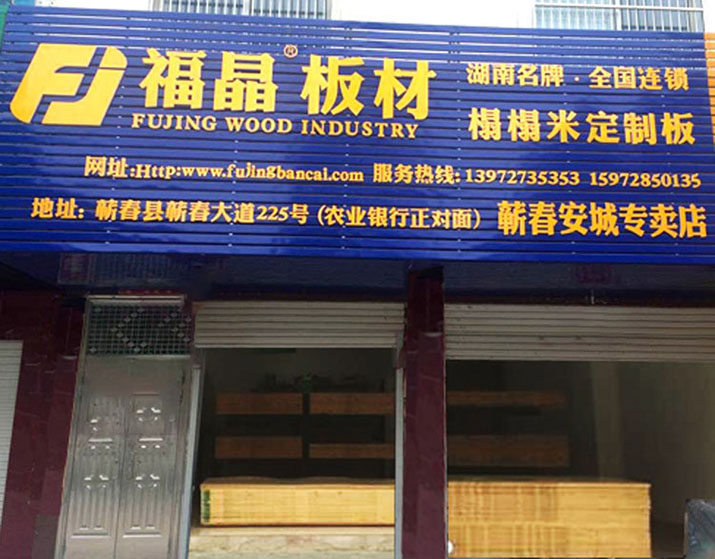 FJ 福晶® 板材
FUJING WOOD INDUSTRY
湖南名牌·全国连锁
榻榻米定制板
网址:Http:www.fujingbancai.com 服务热线:13972735353 15972850135
地址: 蕲春县蕲春大道225号 (农业银行正对面) 蕲春安城专卖店